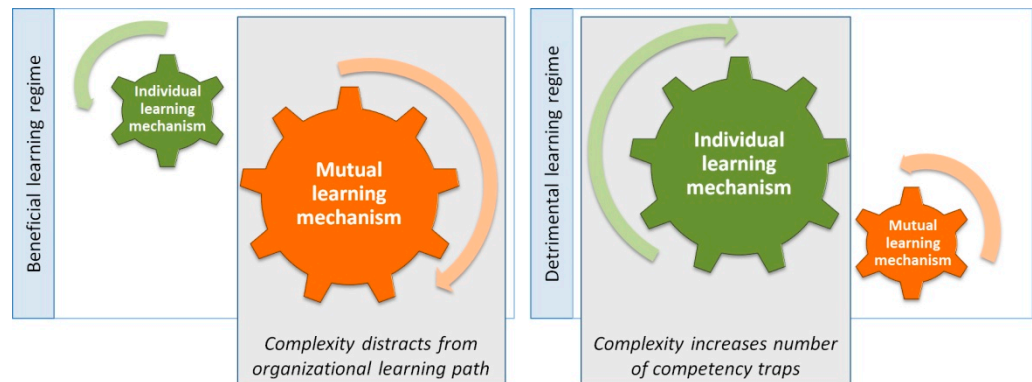 Beneficial learning regime
Individual
learning
mechanism
Mutual
learning
mechanism
Complexity distracts from
organizational learning path
Detrimental learning regime
Individual
learning
mechanism
Mutual
learning
mechanism
Complexity increases number
of competency traps